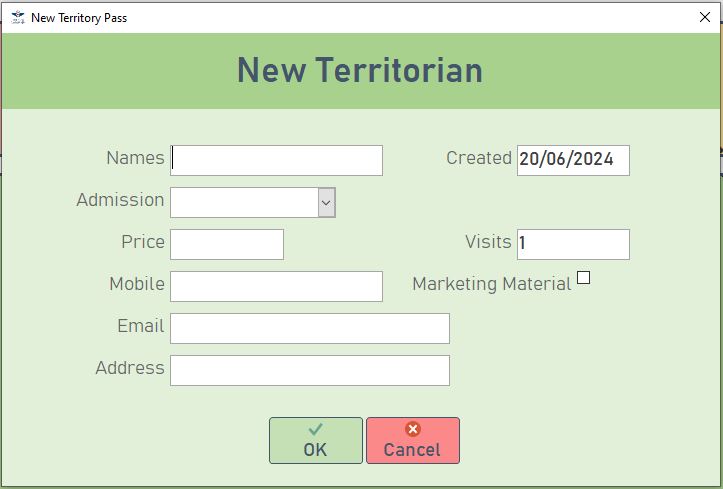 New Territory Pass
New Territorian
Names Created 20/06/2024
Admission
Price Visits 1
Mobile Marketing Material
Email
Address
OK Cancel